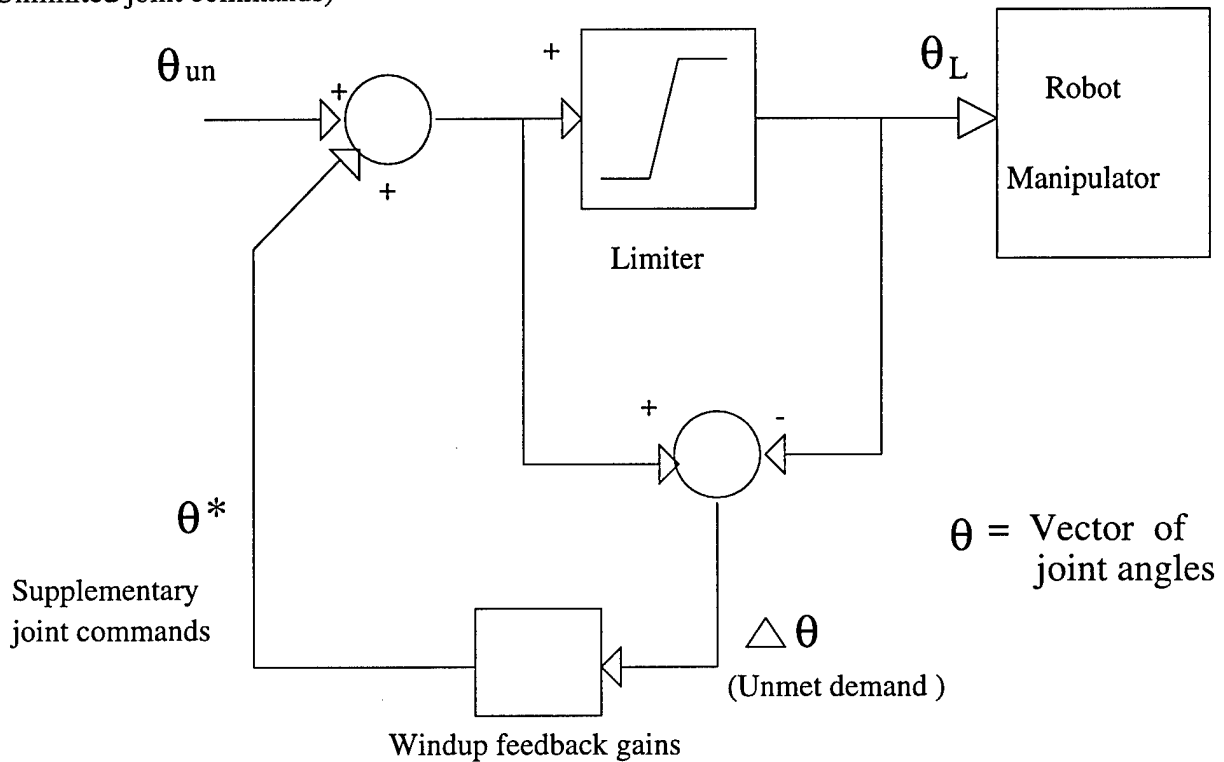 joint commands)
θun
+
+
+
θL
Robot
Manipulator
Limiter
+
-
θ*
θ = Vector of
joint angles
Supplementary
joint commands
△ θ
(Unmet demand )
Windup feedback gains